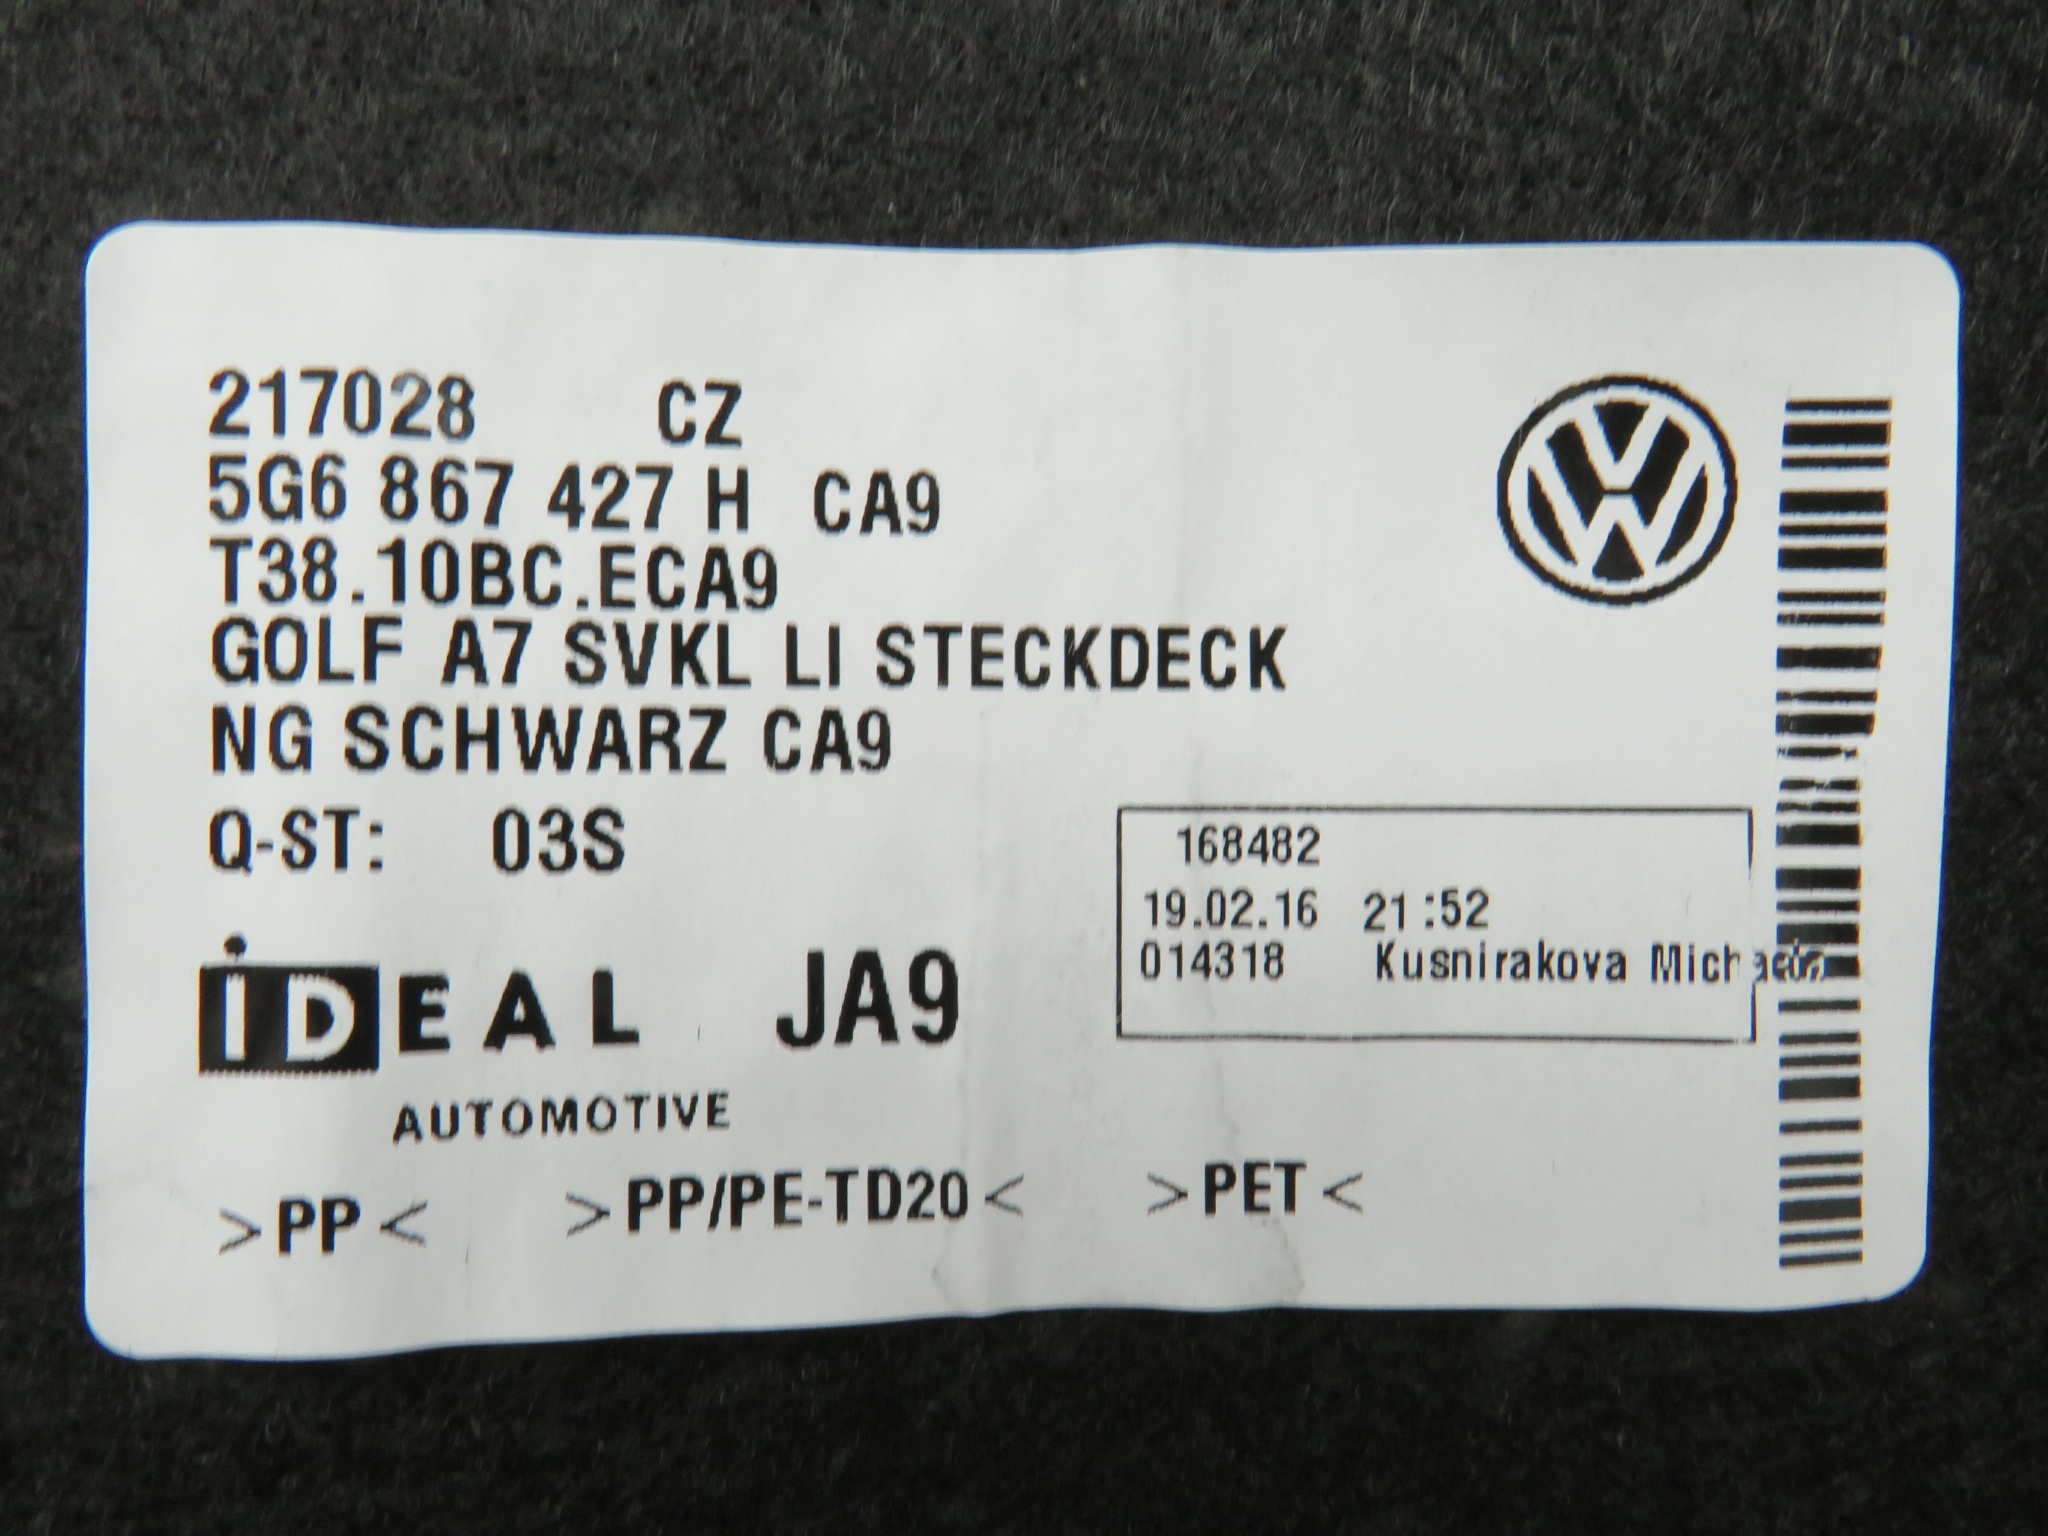 217028 CZ
5G6 867 427 H CA9
T38.10BC.ECA9
GOLF A7 SVKL LI STECKDECK
NG SCHWARZ CA9
Q-ST: 03S
168482
19.02.16 21:52
014318 Kusnirakova
iDEAL JA9
AUTOMOTIVE
>PP< >PP/PE-TD20< >PET<